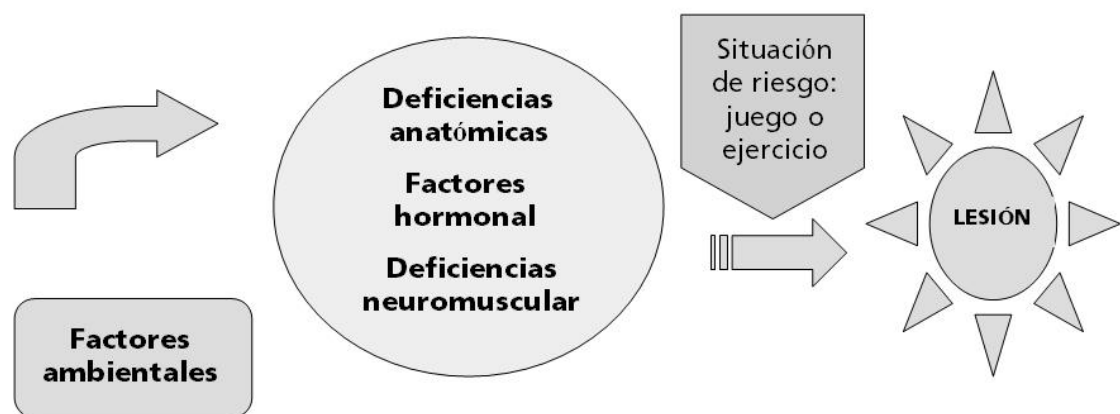 Factores
ambientales
Deficiencias
anatómicas
Factores
hormonal
Deficiencias
neuromuscular
Situación
de riesgo:
juego o
ejercicio
LESIÓN